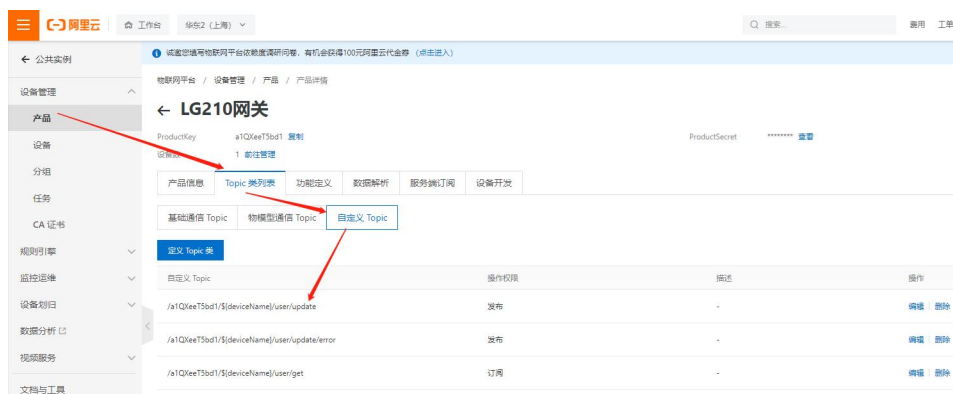 阿里云 工作台 华东2（上海） 搜索... 费用 工单
公共实例
诚邀您填写物联网平台依赖度调研问卷，有机会获得100元阿里云代金券 （点击进入）
物联网平台 / 设备管理 / 产品 / 产品详情
设备管理
产品
设备
分组
任务
CA 证书
规则引擎
监控运维
设备划归
数据分析
视频服务
文档与工具
LG210网关
ProductKey a1QXeeT5bd1 复制 ProductSecret ******** 查看
设备数 1 前往管理
产品信息 Topic 类列表 功能定义 数据解析 服务端订阅 设备开发
基础通信 Topic 物模型通信 Topic 自定义 Topic
定义 Topic 类
自定义 Topic 操作权限 描述 操作
/a1QXeeT5bd1/${deviceName}/user/update 发布 - 编辑 删除
/a1QXeeT5bd1/${deviceName}/user/update/error 发布 - 编辑 删除
/a1QXeeT5bd1/${deviceName}/user/get 订阅 - 编辑 删除